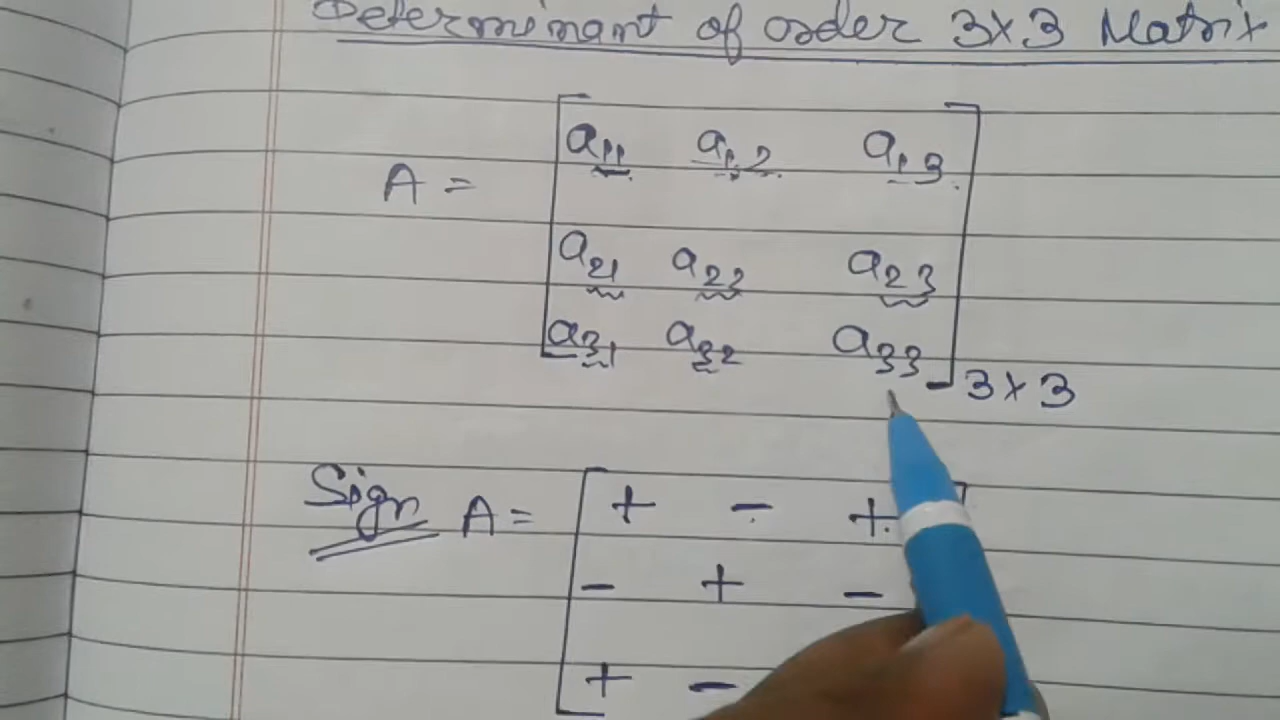 Determinant of order 3×3 Matrix
A = [a11 a12 a13
a21 a22 a23
a31 a32 a33] 3×3
Sign A = [+ - +
- + -
+ -